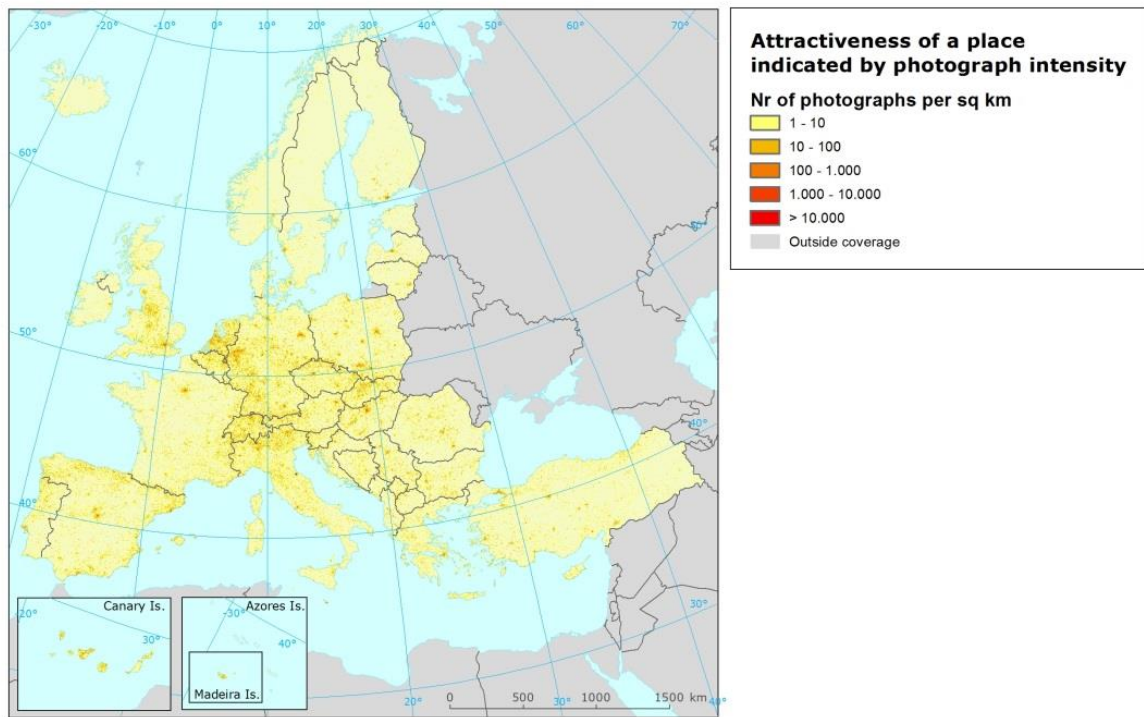 -30°
-20°
-10°
0°
10°
20°
30°
40°
50°
60°
70°
60°
50°
40°
50°
40°
30°
20°
30°
40°
Canary Is.
-20°
30°
Azores Is.
-30°
40°
Madeira Is.
0 500 1000 1500 km
Attractiveness of a place
indicated by photograph intensity
Nr of photographs per sq km
1 - 10
10 - 100
100 - 1.000
1.000 - 10.000
> 10.000
Outside coverage